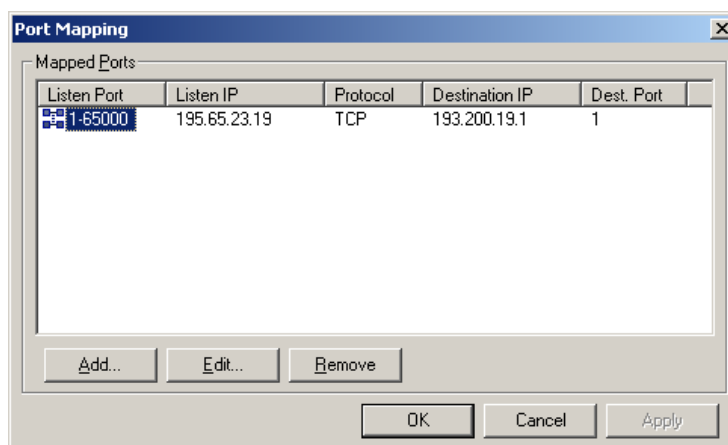 Port Mapping
Mapped Ports
Listen Port Listen IP Protocol Destination IP Dest. Port
1-65000 195.65.23.19 TCP 193.200.19.1 1
Add... Edit... Remove
OK Cancel Apply